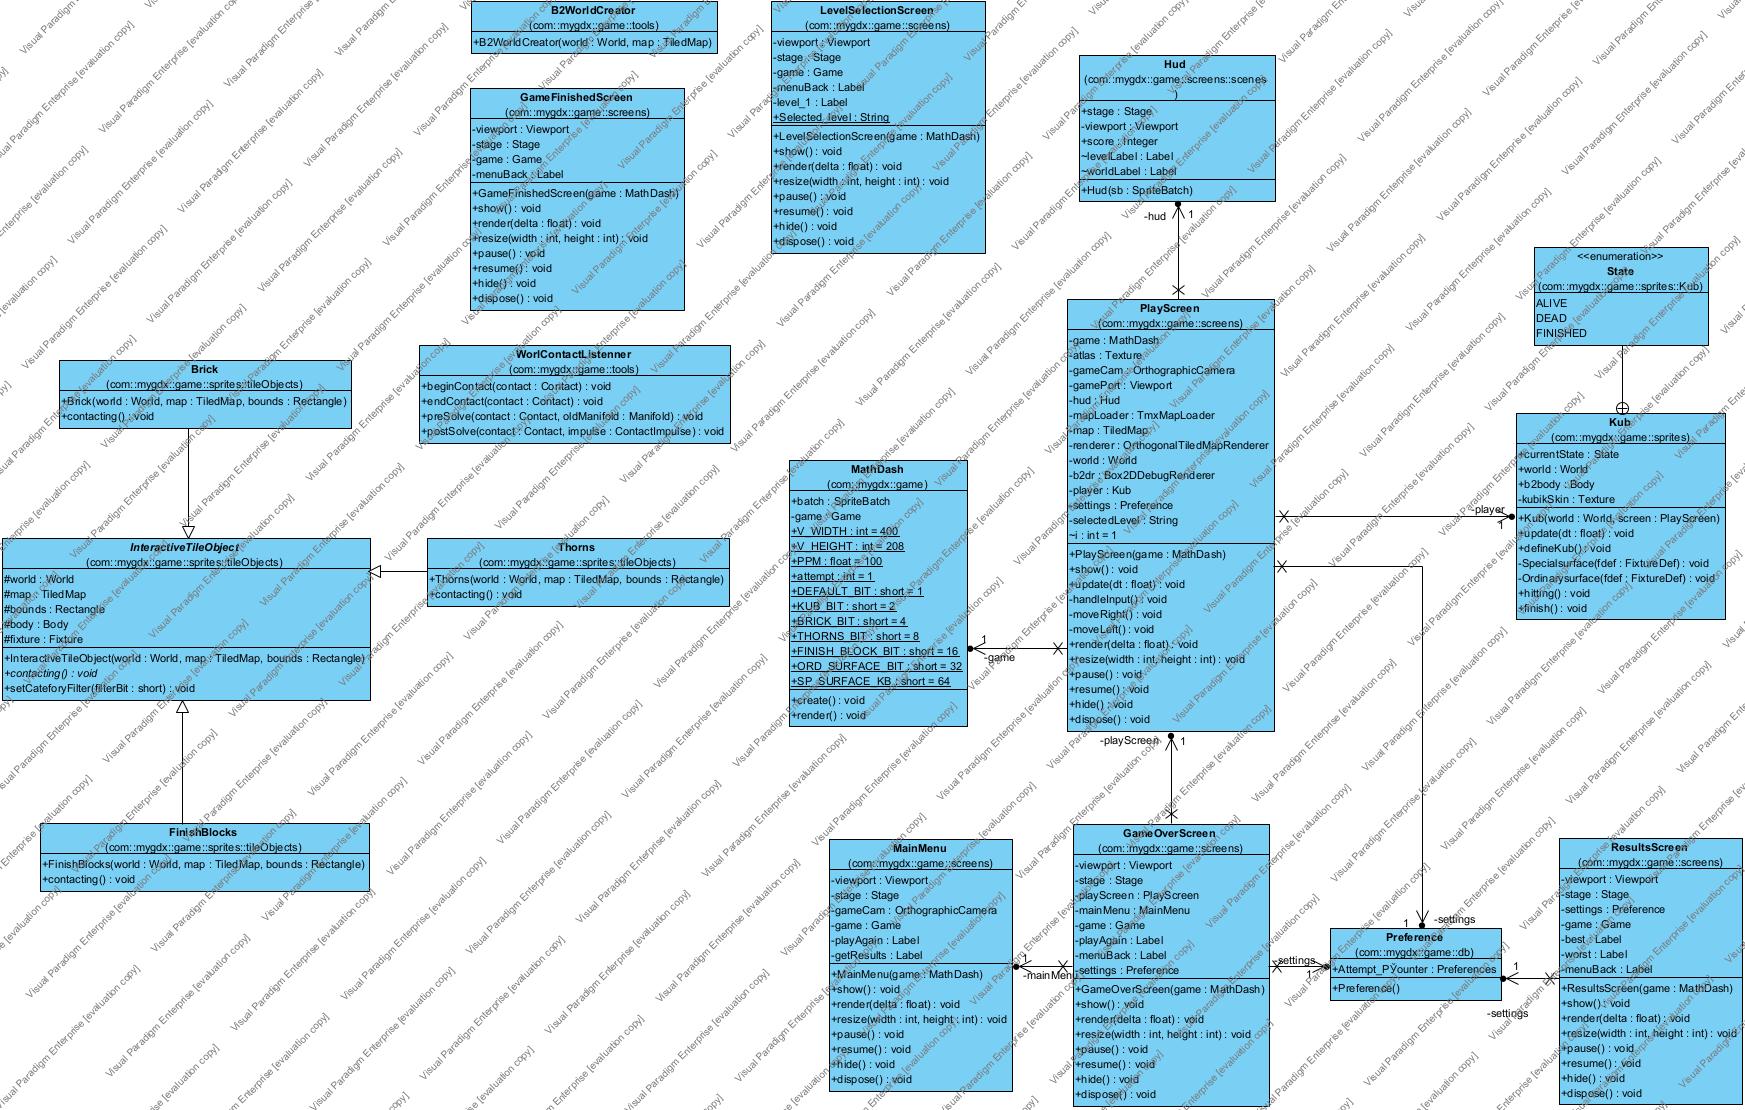 B2WorldCreator
(com::mygdx::game::tools)
+B2WorldCreator(world : World, map : TiledMap)
LevelSelectionScreen
(com::mygdx::game::screens)
-viewport : Viewport
-stage : Stage
-game : Game
-menuBack : Label
-level_1 : Label
+Selected_level : String
+LevelSelectionScreen(game : MathDash)
+show() : void
+render(delta : float) : void
+resize(width : int, height : int) : void
+pause() : void
+resume() : void
+hide() : void
+dispose() : void
Hud
(com::mygdx::game::screens::scenes
)
+stage : Stage
-viewport : Viewport
+score : Integer
~levelLabel : Label
~worldLabel : Label
+Hud(sb : SpriteBatch)
-hud
1
GameFinishedScreen
(com::mygdx::game::screens)
-viewport : Viewport
-stage : Stage
-game : Game
-menuBack : Label
+GameFinishedScreen(game : MathDash)
+show() : void
+render(delta : float) : void
+resize(width : int, height : int) : void
+pause() : void
+resume() : void
+hide() : void
+dispose() : void
<<enumeration>>
State
(com::mygdx::game::sprites::Kub)
ALIVE
DEAD
FINISHED
PlayScreen
(com::mygdx::game::screens)
-game : MathDash
-atlas : Texture
-gameCam : OrthographicCamera
-gamePort : Viewport
-hud : Hud
-mapLoader : TmxMapLoader
-map : TiledMap
-renderer : OrthogonalTiledMapRenderer
-world : World
-b2dr : Box2DDebugRenderer
-player : Kub
-settings : Preference
-selectedLevel : String
~i : int = 1
+PlayScreen(game : MathDash)
+show() : void
+update(dt : float) : void
-handleInput() : void
-moveRight() : void
-moveLeft() : void
+render(delta : float) : void
+resize(width : int, height : int) : void
+pause() : void
+resume() : void
+hide() : void
+dispose() : void
Brick
(com::mygdx::game::sprites::tileObjects)
+Brick(world : World, map : TiledMap, bounds : Rectangle)
+contacting() : void
WorlContactListenner
(com::mygdx::game::tools)
+beginContact(contact : Contact) : void
+endContact(contact : Contact) : void
+preSolve(contact : Contact, oldManifold : Manifold) : void
+postSolve(contact : Contact, impulse : ContactImpulse) : void
Kub
(com::mygdx::game::sprites)
+currentState : State
+world : World
+b2body : Body
-kubikSkin : Texture
+Kub(world : World, screen : PlayScreen)
+update(dt : float) : void
+defineKub() : void
-Specialsurface(fdef : FixtureDef) : void
-Ordinarysurface(fdef : FixtureDef) : void
+hitting() : void
+finish() : void
-player
1
MathDash
(com::mygdx::game)
+batch : SpriteBatch
-game : Game
+V_WIDTH : int = 400
+V_HEIGHT : int = 208
+PPM : float = 100
+attempt : int = 1
+DEFAULT_BIT : short = 1
+KUB_BIT : short = 2
+BRICK_BIT : short = 4
+THORNS_BIT : short = 8
+FINISH_BLOCK_BIT : short = 16
+ORD_SURFACE_BIT : short = 32
+SP_SURFACE_KB : short = 64
+create() : void
+render() : void
1
-game
InteractiveTileObject
(com::mygdx::game::sprites::tileObjects)
#world : World
#map : TiledMap
#bounds : Rectangle
#body : Body
#fixture : Fixture
+InteractiveTileObject(world : World, map : TiledMap, bounds : Rectangle)
+contacting() : void
+setCateforyFilter(filterBit : short) : void
Thorns
(com::mygdx::game::sprites::tileObjects)
+Thorns(world : World, map : TiledMap, bounds : Rectangle)
+contacting() : void
-playScreen
1
FinishBlocks
(com::mygdx::game::sprites::tileObjects)
+FinishBlocks(world : World, map : TiledMap, bounds : Rectangle)
+contacting() : void
MainMenu
(com::mygdx::game::screens)
-viewport : Viewport
-stage : Stage
-gameCam : OrthographicCamera
-game : Game
-playAgain : Label
-getResults : Label
+MainMenu(game : MathDash)
+show() : void
+render(delta : float) : void
+resize(width : int, height : int) : void
+pause() : void
+resume() : void
+hide() : void
+dispose() : void
1
-mainMenu
GameOverScreen
(com::mygdx::game::screens)
-viewport : Viewport
-stage : Stage
-playScreen : PlayScreen
-mainMenu : MainMenu
-game : Game
-playAgain : Label
-menuBack : Label
-settings : Preference
+GameOverScreen(game : MathDash)
+show() : void
+render(delta : float) : void
+resize(width : int, height : int) : void
+pause() : void
+resume() : void
+hide() : void
+dispose() : void
-settings
1
1
-settings
Preference
(com::mygdx::game::db)
+Attempt_PŸounter : Preferences
+Preference()
1
-settings
ResultsScreen
(com::mygdx::game::screens)
-viewport : Viewport
-stage : Stage
-settings : Preference
-game : Game
-best : Label
-worst : Label
-menuBack : Label
+ResultsScreen(game : MathDash)
+show() : void
+render(delta : float) : void
+resize(width : int, height : int) : void
+pause() : void
+resume() : void
+hide() : void
+dispose() : void
Visual Paradigm Enterprise [evaluation copy]